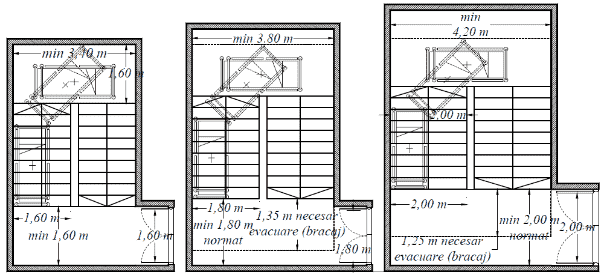 min 3.40 m
1,60 m
1,60 m
min 1,60 m
1,60 m
min 3.80 m
1,80 m
min 1,80 m
normat
1,35 m necesar
evacuare (bracaj)
1,80 m
min
4,20 m
2,00 m
2,00 m
min 2,00 m
normat
2,00 m
1,25 m necesar
evacuare (bracaj)